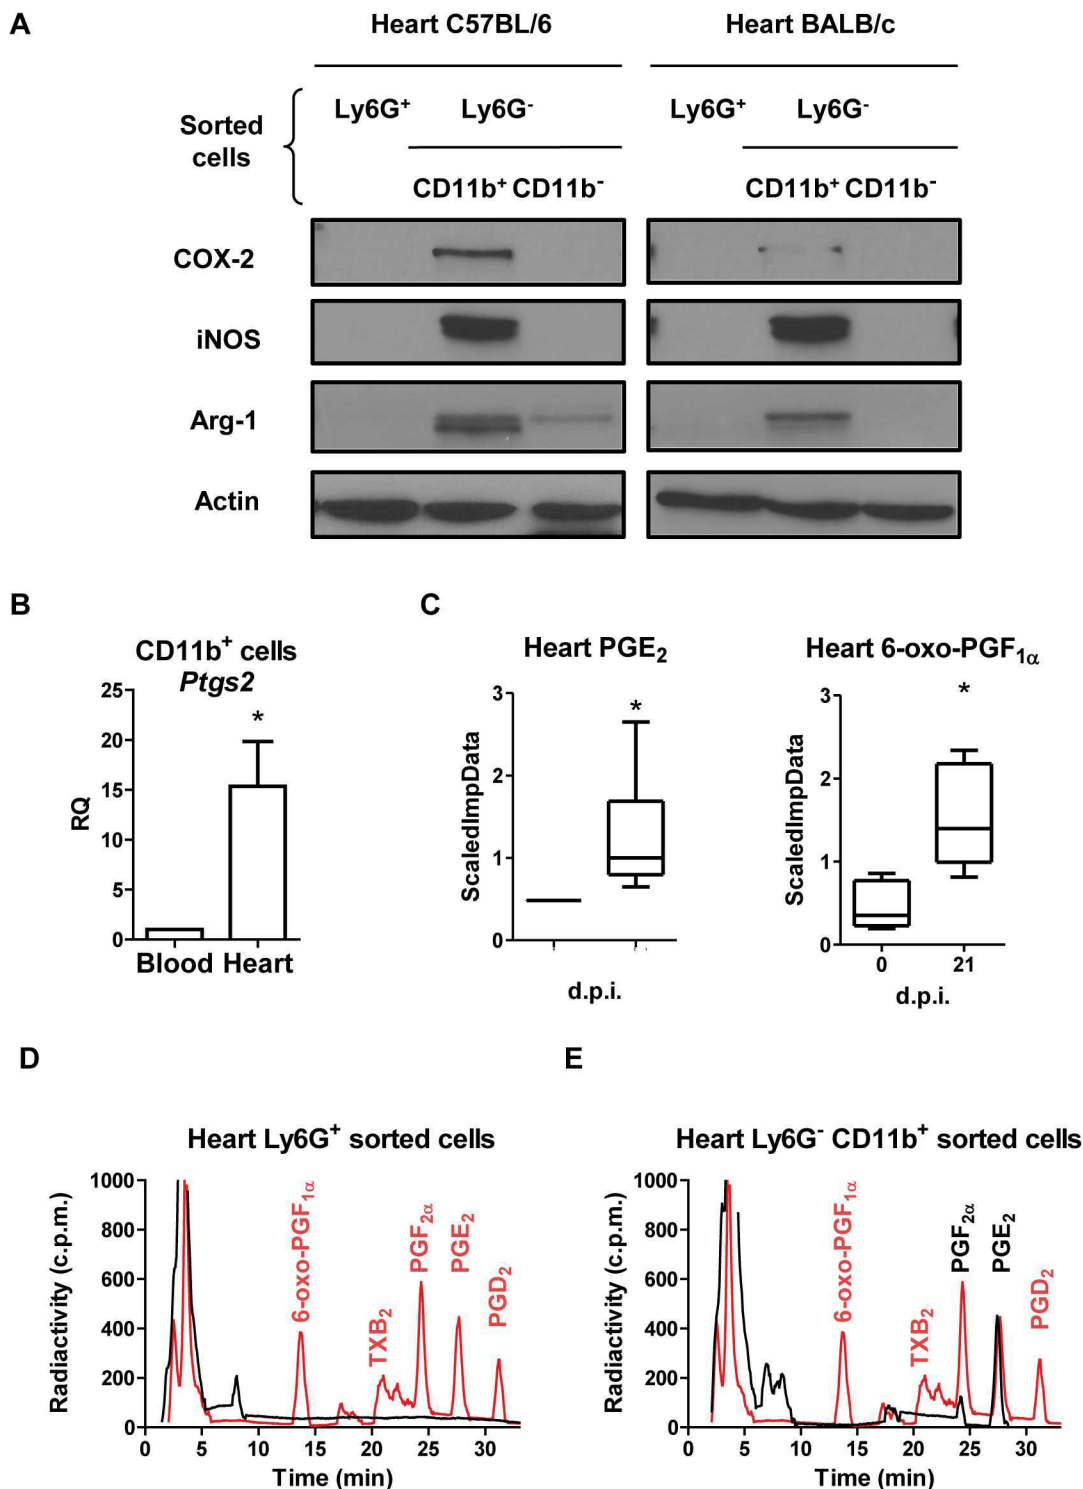 A
Heart C57BL/6
Heart BALB/c
Sorted cells
Ly6G⁺
Ly6G⁻
Ly6G⁺
Ly6G⁻
CD11b⁺ CD11b⁻
CD11b⁺ CD11b⁻
COX-2
iNOS
Arg-1
Actin
B
CD11b⁺ cells
Ptgs2
RQ
25
20
15
10
5
0
*
Blood Heart
C
Heart PGE₂
ScaledImpData
3
2
1
0
*
d.p.i.
Heart 6-oxo-PGF₁α
ScaledImpData
3
2
1
0
*
0 21
d.p.i.
D
Heart Ly6G⁺ sorted cells
Radiactivity (c.p.m.)
1000
800
600
400
200
0
6-oxo-PGF₁α
TXB₂
PGF₂α
PGE₂
PGD₂
0 5 10 15 20 25 30
Time (min)
E
Heart Ly6G⁻ CD11b⁺ sorted cells
Radiactivity (c.p.m.)
1000
800
600
400
200
0
6-oxo-PGF₁α
TXB₂
PGF₂α
PGE₂
PGD₂
0 5 10 15 20 25 30
Time (min)